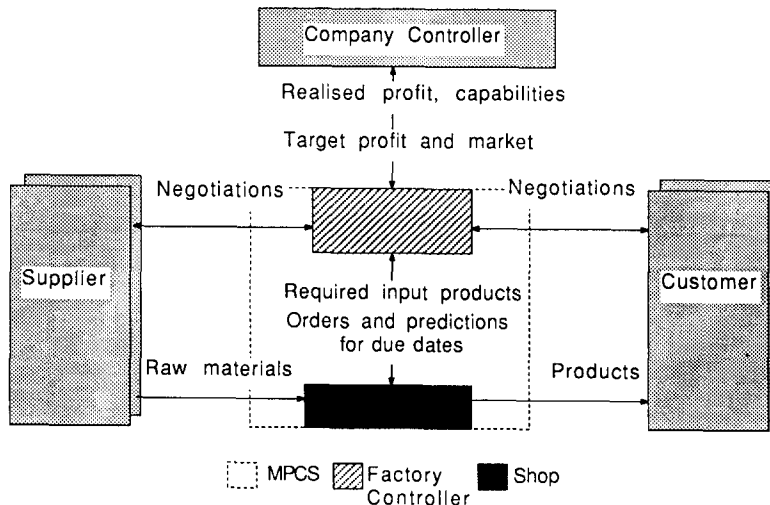 Company Controller
Realised profit, capabilities
Target profit and market
Negotiations
Negotiations
Supplier
Customer
Required input products
Orders and predictions
for due dates
Raw materials
Products
MPCS
Factory
Controller
Shop